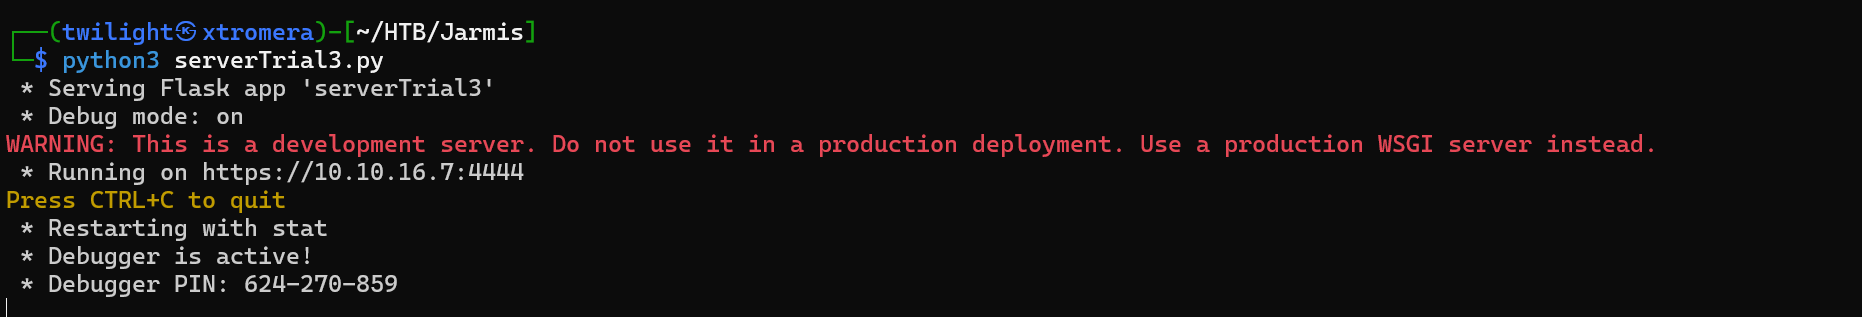 ┌──(twilight㉿xtromera)-[~/HTB/Jarmis]
└─$ python3 serverTrial3.py
 * Serving Flask app 'serverTrial3'
 * Debug mode: on
WARNING: This is a development server. Do not use it in a production deployment. Use a production WSGI server instead.
 * Running on https://10.10.16.7:4444
Press CTRL+C to quit
 * Restarting with stat
 * Debugger is active!
 * Debugger PIN: 624-270-859